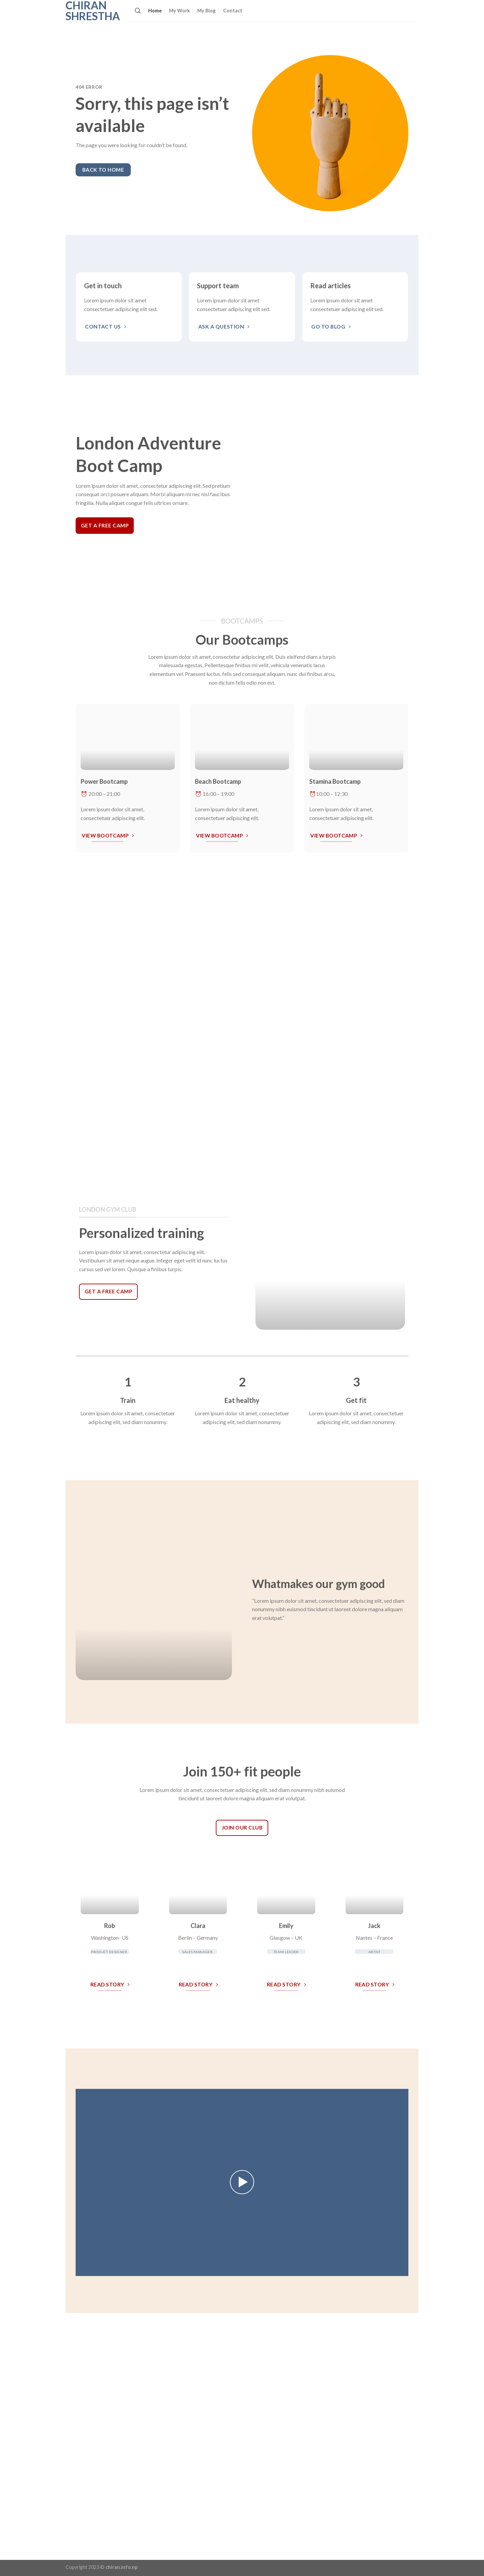 CHIRAN
SHRESTHA
Home
My Work
My Blog
Contact
404 ERROR
Sorry, this page isn’t
available
The page you were looking for couldn't be found.
BACK TO HOME
Get in touch
Lorem ipsum dolor sit amet
consectetuer adipiscing elit sed.
CONTACT US
Support team
Lorem ipsum dolor sit amet
consectetuer adipiscing elit sed.
ASK A QUESTION
Read articles
Lorem ipsum dolor sit amet
consectetuer adipiscing elit sed.
GO TO BLOG
London Adventure
Boot Camp
Lorem ipsum dolor sit amet, consectetur adipiscing elit. Sed pretium
consequat orci posuere aliquam. Morbi aliquam mi nec nisl faucibus
fringilla. Nulla aliquet congue felis ultrices ornare.
GET A FREE CAMP
BOOTCAMPS
Our Bootcamps
Lorem ipsum dolor sit amet, consectetur adipiscing elit. Duis eleifend diam a turpis
malesuada egestas. Pellentesque finibus mi velit, vehicula venenatis lacus
elementum vel. Praesent luctus, felis sed consequat aliquam, nunc dui finibus arcu,
non dictum felis odio non est.
Power Bootcamp
20:00 – 21:00
Lorem ipsum dolor sit amet,
consectetuer adipiscing elit.
VIEW BOOTCAMP
Beach Bootcamp
16:00 – 19:00
Lorem ipsum dolor sit amet,
consectetuer adipiscing elit.
VIEW BOOTCAMP
Stamina Bootcamp
10:00 – 12:30
Lorem ipsum dolor sit amet,
consectetuer adipiscing elit.
VIEW BOOTCAMP
LONDON GYM CLUB
Personalized training
Lorem ipsum dolor sit amet, consectetur adipiscing elit.
Vestibulum sit amet neque augue. Integer eget velit id nunc luctus
cursus sed vel lorem. Quisque a finibus turpis.
GET A FREE CAMP
1
Train
Lorem ipsum dolor sit amet, consectetuer
adipiscing elit, sed diam nonummy.
2
Eat healthy
Lorem ipsum dolor sit amet, consectetuer
adipiscing elit, sed diam nonummy.
3
Get fit
Lorem ipsum dolor sit amet, consectetuer
adipiscing elit, sed diam nonummy.
Whatmakes our gym good
“Lorem ipsum dolor sit amet, consectetuer adipiscing elit, sed diam
nonummy nibh euismod tincidunt ut laoreet dolore magna aliquam
erat volutpat.”
Join 150+ fit people
Lorem ipsum dolor sit amet, consectetuer adipiscing elit, sed diam nonummy nibh euismod
tincidunt ut laoreet dolore magna aliquam erat volutpat.
JOIN OUR CLUB
Rob
Washington- US
PRODUCT DESIGNER
READ STORY
Clara
Berlin – Germany
SALES MANAGER
READ STORY
Emily
Glasgow – UK
TEAM LEADER
READ STORY
Jack
Nantes – France
ARTIST
READ STORY
Copyright 2023 © chiran.info.np